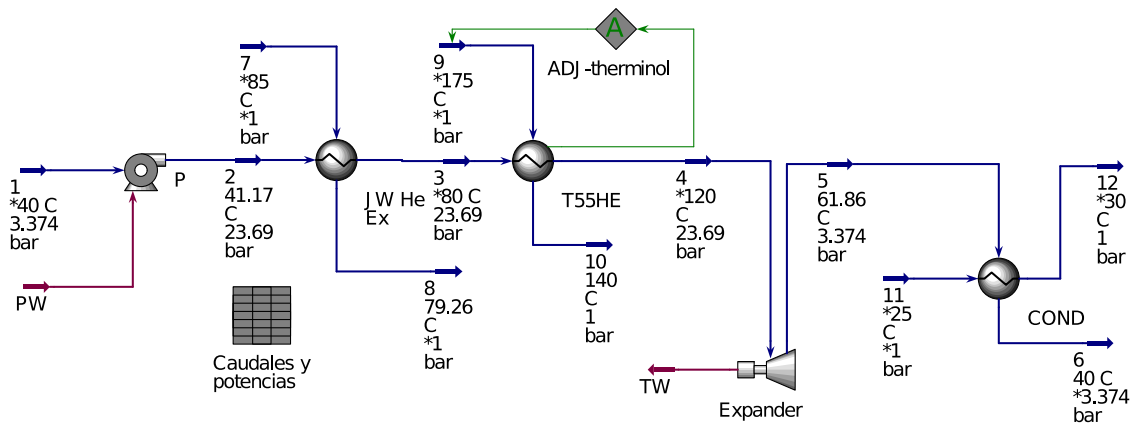 7
*85
C
*1
bar
9
*175
C
*1
bar
A
ADJ-therminol
1
*40 C
3.374
bar
P
2
41.17
C
23.69
bar
JW He
Ex
3
*80 C
23.69
bar
T55HE
4
*120
C
23.69
bar
5
61.86
C
3.374
bar
12
*30
C
1
bar
PW
8
79.26
C
*1
bar
10
140
C
1
bar
11
*25
C
*1
bar
COND
Caudales y
potencias
TW
Expander
6
40 C
*3.374
bar